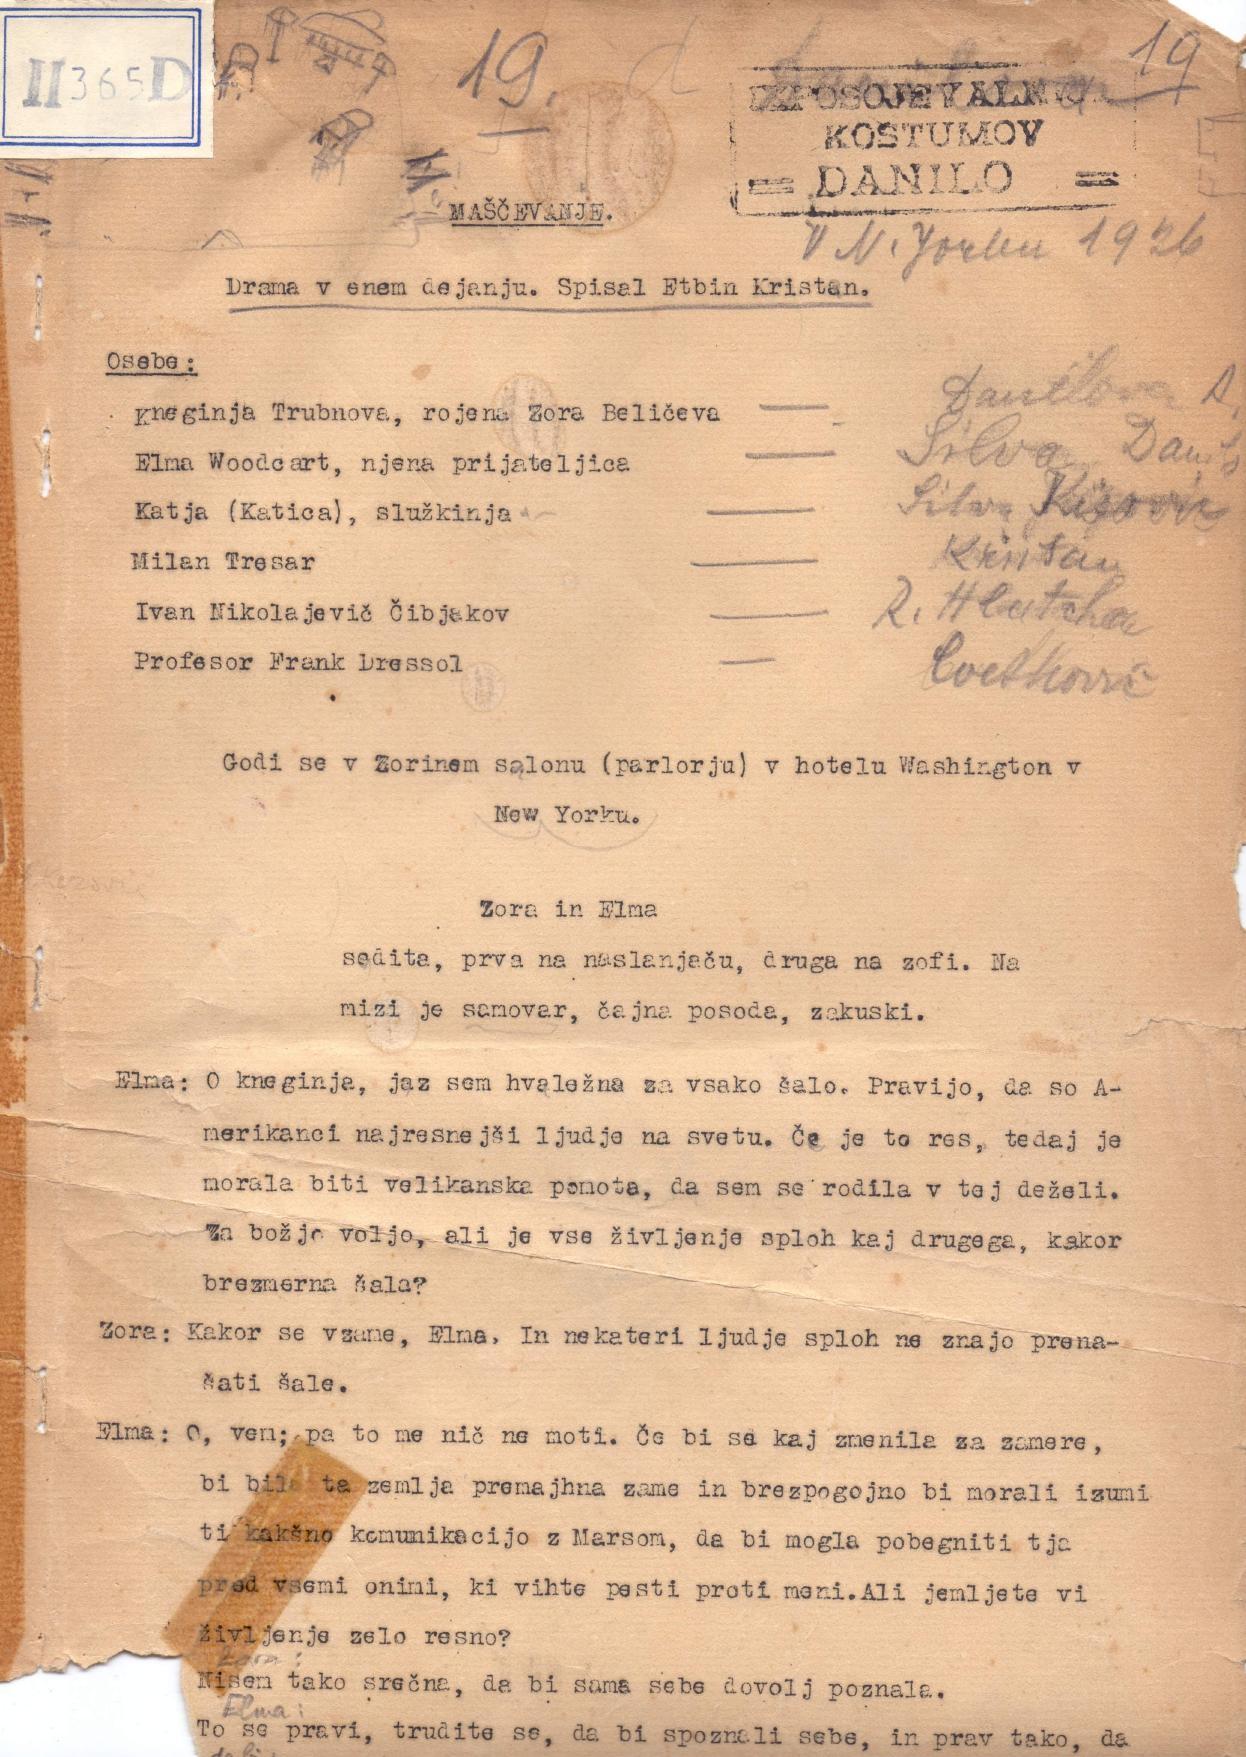 II 365 D
19.
19
IZPOSOJEVALNICA
KOSTUMOV
= DANILO =
V N. Yorku 1926
MAŠČEVANJE.
Drama v enem dejanju. Spisal Etbin Kristan.
Osebe:
Kneginja Trubnova, rojena Zora Beličeva — Danilova A.
Elma Woodcart, njena prijateljica — Silva Danilo
Katja (Katica), služkinja — Silva
Milan Tresar — Kristan
Ivan Nikolajevič Čibjakov —
Profesor Frank Dressol — Cvetkovič
Godi se v Zorinem salonu (parlorju) v hotelu Washington v
New Yorku.
Zora in Elma
sedita, prva na naslanjaču, druga na zofi. Na
mizi je samovar, čajna posoda, zakuski.
Elma: O kneginja, jaz sem hvaležna za vsako šalo. Pravijo, da so A-
merikanci najresnejši ljudje na svetu. Če je to res, tedaj je
morala biti velikanska pomota, da sem se rodila v tej deželi.
Za božjo voljo, ali je vse življenje sploh kaj drugega, kakor
brezmerna šala?
Zora: Kakor se vzame, Elma. In nekateri ljudje sploh ne znajo prena-
šati šale.
Elma: O, vem; pa to me nič ne moti. Če bi se kaj zmenila za zamere,
bi bila ta zemlja premajhna zame in brezpogojno bi morali izumi
ti kakšno komunikacijo z Marsom, da bi mogla pobegniti tja
pred vsemi onimi, ki vihte pesti proti meni.Ali jemljete vi
življenje zelo resno?
Zora:
Nisem tako srečna, da bi sama sebe dovolj poznala.
Elma:
To se pravi, trudite se, da bi spoznali sebe, in prav tako, da